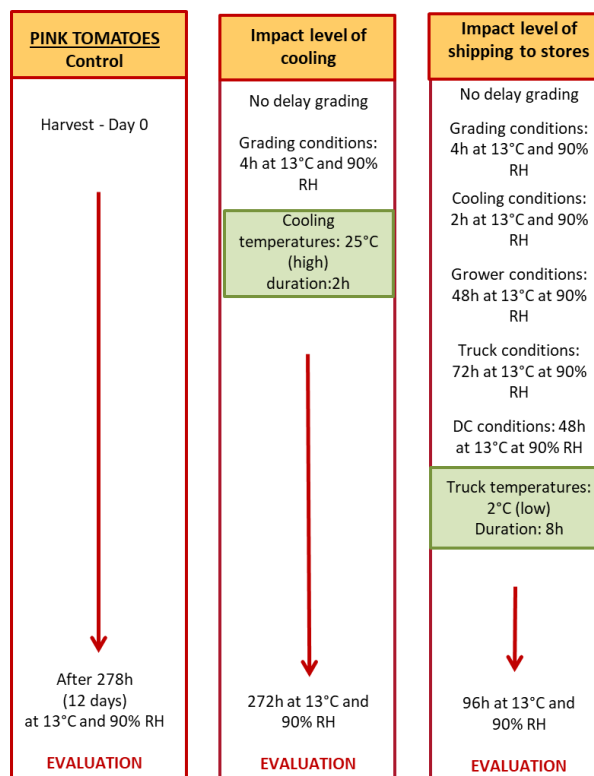 PINK TOMATOES
Control
Harvest - Day 0
After 278h
(12 days)
at 13°C and 90% RH
EVALUATION
Impact level of
cooling
No delay grading
Grading conditions:
4h at 13°C and 90%
RH
Cooling
temperatures: 25°C
(high)
duration:2h
272h at 13°C and
90% RH
EVALUATION
Impact level of
shipping to stores
No delay grading
Grading conditions:
4h at 13°C and 90%
RH
Cooling conditions:
2h at 13°C and 90%
RH
Grower conditions:
48h at 13°C at 90%
RH
Truck conditions:
72h at 13°C at 90%
RH
DC conditions: 48h
at 13°C at 90% RH
Truck temperatures:
2°C (low)
Duration: 8h
96h at 13°C and
90% RH
EVALUATION